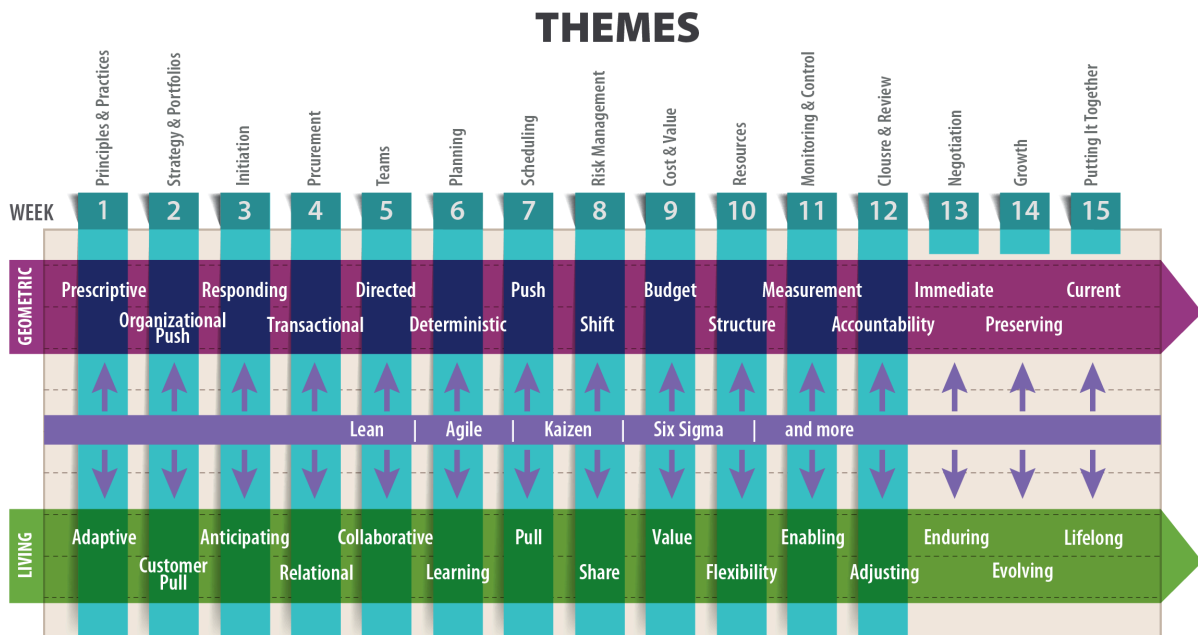 THEMES
Principles & Practices
Strategy & Portfolios
Initiation
Prcurement
Teams
Planning
Scheduling
Risk Management
Cost & Value
Resources
Monitoring & Control
Clousre & Review
Negotiation
Growth
Putting It Together
WEEK 1 2 3 4 5 6 7 8 9 10 11 12 13 14 15
GEOMETRIC
Prescriptive Responding Directed Push Budget Measurement Immediate Current
Organizational
Push
Transactional Deterministic Shift Structure Accountability Preserving
Lean | Agile | Kaizen | Six Sigma | and more
LIVING
Adaptive Anticipating Collaborative Pull Value Enabling Enduring Lifelong
Customer
Pull
Relational Learning Share Flexibility Adjusting Evolving